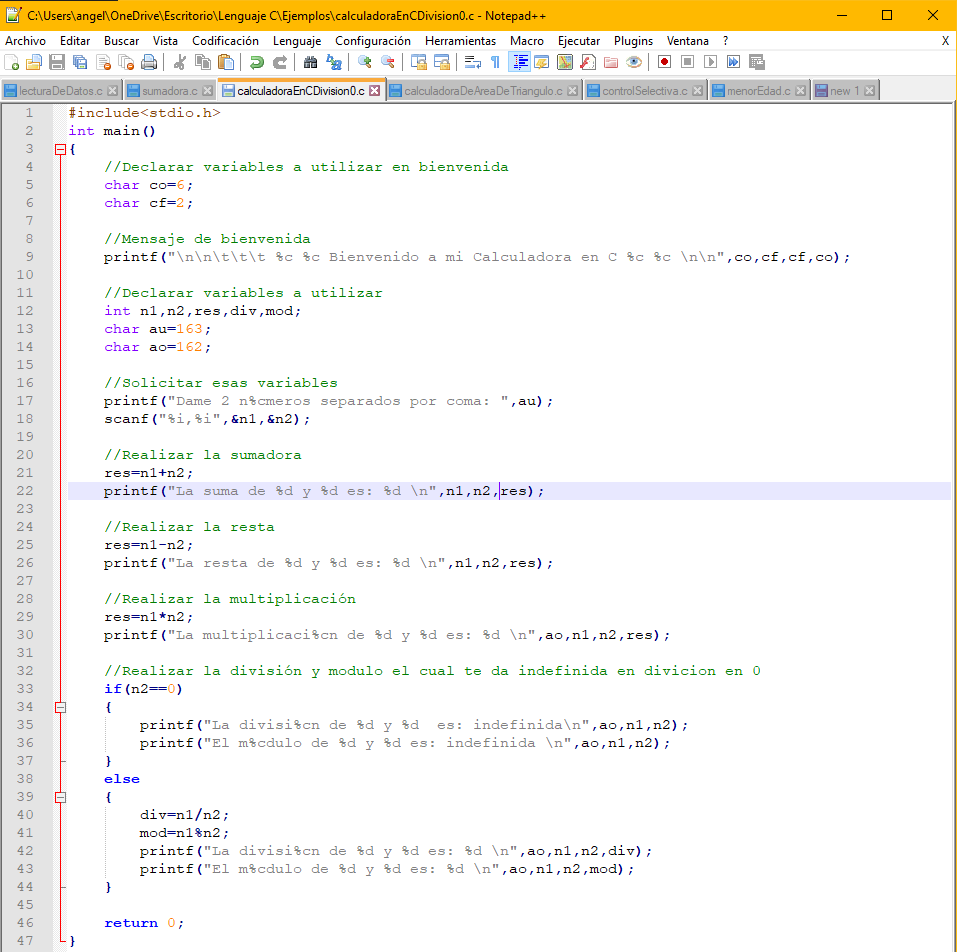 C:\Users\angel\OneDrive\Escritorio\Lenguaje C\Ejemplos\calculadoraEnCDivision0.c - Notepad++
Archivo Editar Buscar Vista Codificación Lenguaje Configuración Herramientas Macro Ejecutar Plugins Ventana ? X
lecturaDeDatos.c sumadora.c calculadoraEnCDivision0.c calculadoraDeAreaDeTriangulo.c controlSelectiva.c menorEdad.c new 1
1 #include<stdio.h>
2 int main()
3 {
4 //Declarar variables a utilizar en bienvenida
5 char co=6;
6 char cf=2;
7
8 //Mensaje de bienvenida
9 printf("\n\n\t\t\t %c %c Bienvenido a mi Calculadora en C %c %c \n\n",co,cf,cf,co);
10
11 //Declarar variables a utilizar
12 int n1,n2,res,div,mod;
13 char au=163;
14 char ao=162;
15
16 //Solicitar esas variables
17 printf("Dame 2 n%cmeros separados por coma: ",au);
18 scanf("%i,%i",&n1,&n2);
19
20 //Realizar la sumadora
21 res=n1+n2;
22 printf("La suma de %d y %d es: %d \n",n1,n2,res);
23
24 //Realizar la resta
25 res=n1-n2;
26 printf("La resta de %d y %d es: %d \n",n1,n2,res);
27
28 //Realizar la multiplicación
29 res=n1*n2;
30 printf("La multiplicaci%cn de %d y %d es: %d \n",ao,n1,n2,res);
31
32 //Realizar la división y modulo el cual te da indefinida en divicion en 0
33 if(n2==0)
34 {
35 printf("La divisi%cn de %d y %d  es: indefinida\n",ao,n1,n2);
36 printf("El m%cdulo de %d y %d es: indefinida \n",ao,n1,n2);
37 }
38 else
39 {
40 div=n1/n2;
41 mod=n1%n2;
42 printf("La divisi%cn de %d y %d es: %d \n",ao,n1,n2,div);
43 printf("El m%cdulo de %d y %d es: %d \n",ao,n1,n2,mod);
44 }
45
46 return 0;
47 }